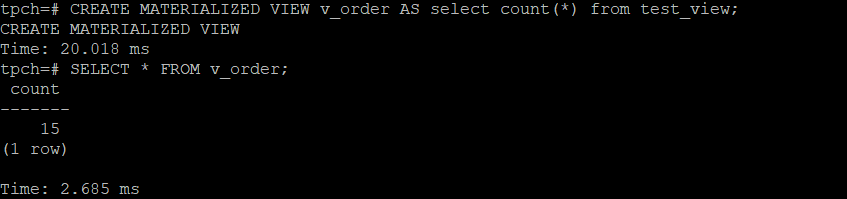 tpch=# CREATE MATERIALIZED VIEW v_order AS select count(*) from test_view;
CREATE MATERIALIZED VIEW
Time: 20.018 ms
tpch=# SELECT * FROM v_order;
 count
-------
    15
(1 row)

Time: 2.685 ms